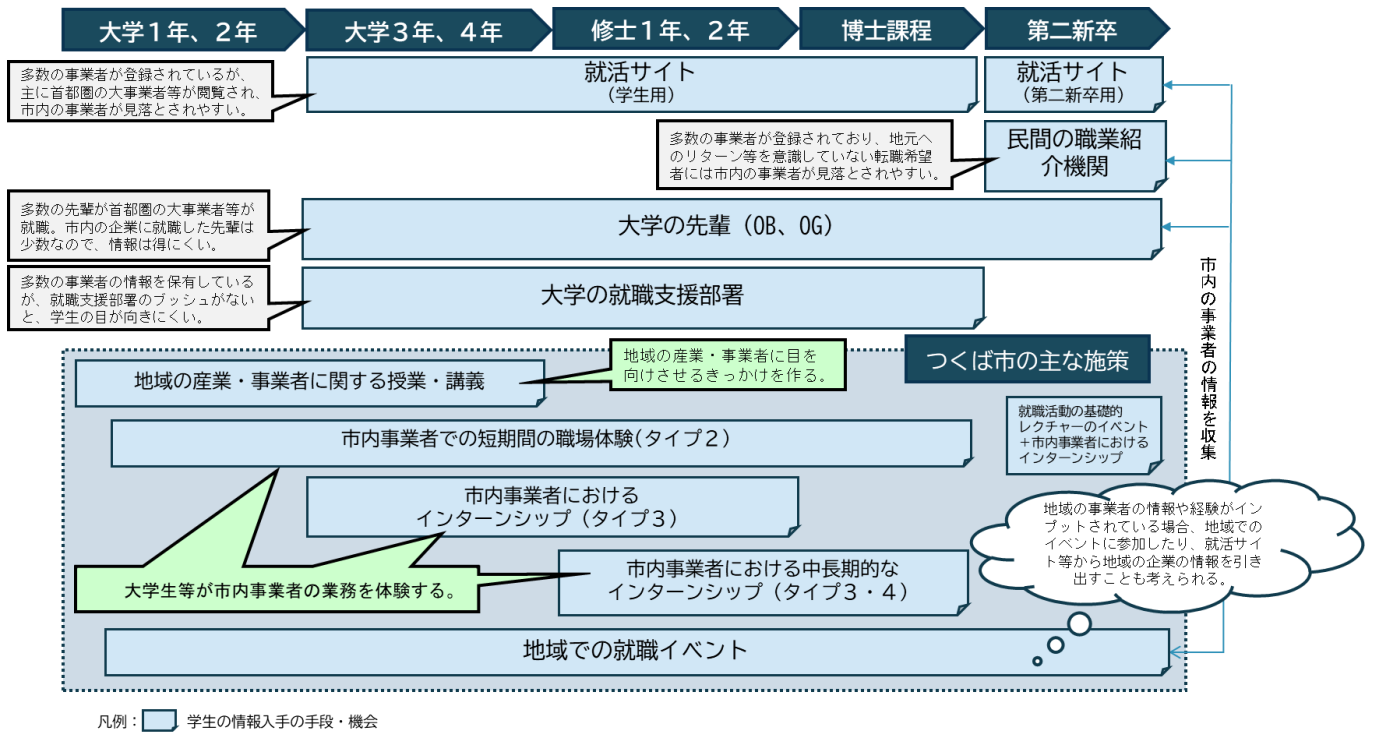 大学１年、２年
大学３年、４年
修士１年、２年
博士課程
第二新卒
多数の事業者が登録されているが、
主に首都圏の大事業者等が閲覧され、
市内の事業者が見落とされやすい。
就活サイト
（学生用）
就活サイト
（第二新卒用）
多数の事業者が登録されており、地元へ
のリターン等を意識していない転職希望
者には市内の事業者が見落とされやすい。
民間の職業紹
介機関
多数の先輩が首都圏の大事業者等が
就職。市内の企業に就職した先輩は
少数なので、情報は得にくい。
大学の先輩（OB、OG）
多数の事業者の情報を保有している
が、就職支援部署のプッシュがない
と、学生の目が向きにくい。
大学の就職支援部署
市内の事業者の情報を収集
つくば市の主な施策
地域の産業・事業者に関する授業・講義
地域の産業・事業者に目を
向けさせるきっかけを作る。
市内事業者での短期間の職場体験（タイプ２）
就職活動の基礎的
レクチャーのイベント
＋市内事業者における
インターンシップ
市内事業者における
インターンシップ（タイプ３）
地域の事業者の情報や経験がイン
プットされている場合、地域での
イベントに参加したり、就活サイ
ト等から地域の企業の情報を引き
出すことも考えられる。
大学生等が市内事業者の業務を体験する。
市内事業者における中長期的な
インターンシップ（タイプ３・４）
地域での就職イベント
凡例：
学生の情報入手の手段・機会